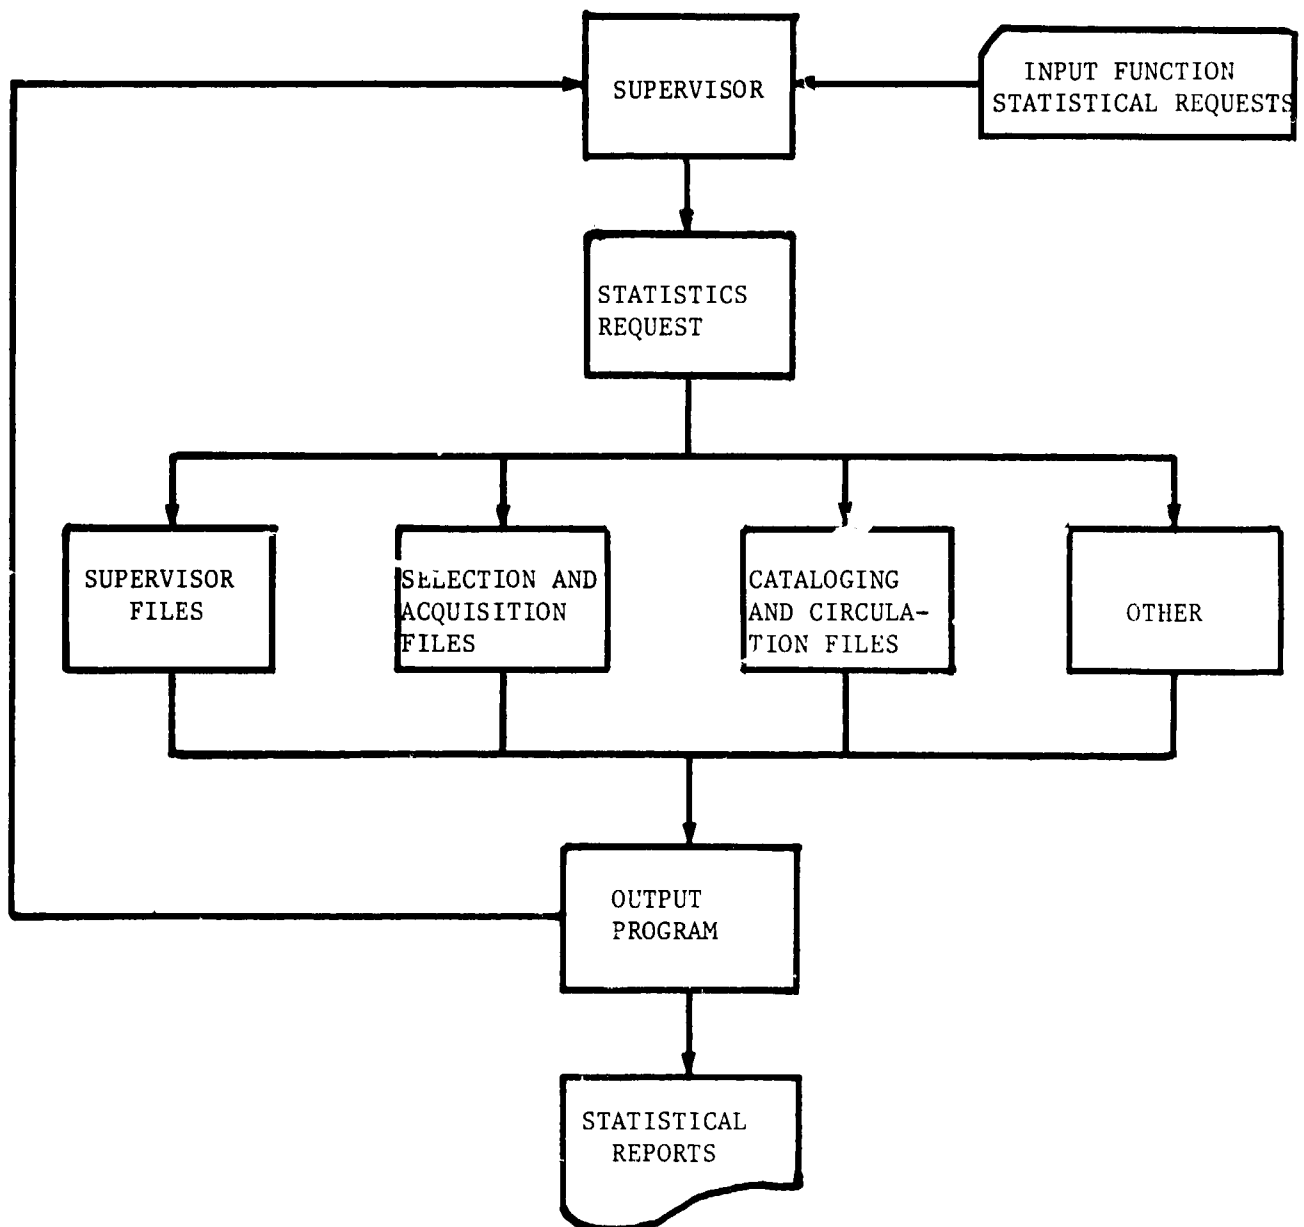 SUPERVISOR
INPUT FUNCTION
STATISTICAL REQUESTS
STATISTICS
REQUEST
SUPERVISOR
FILES
SELECTION AND
ACQUISITION
FILES
CATALOGING
AND CIRCULA-
TION FILES
OTHER
OUTPUT
PROGRAM
STATISTICAL
REPORTS